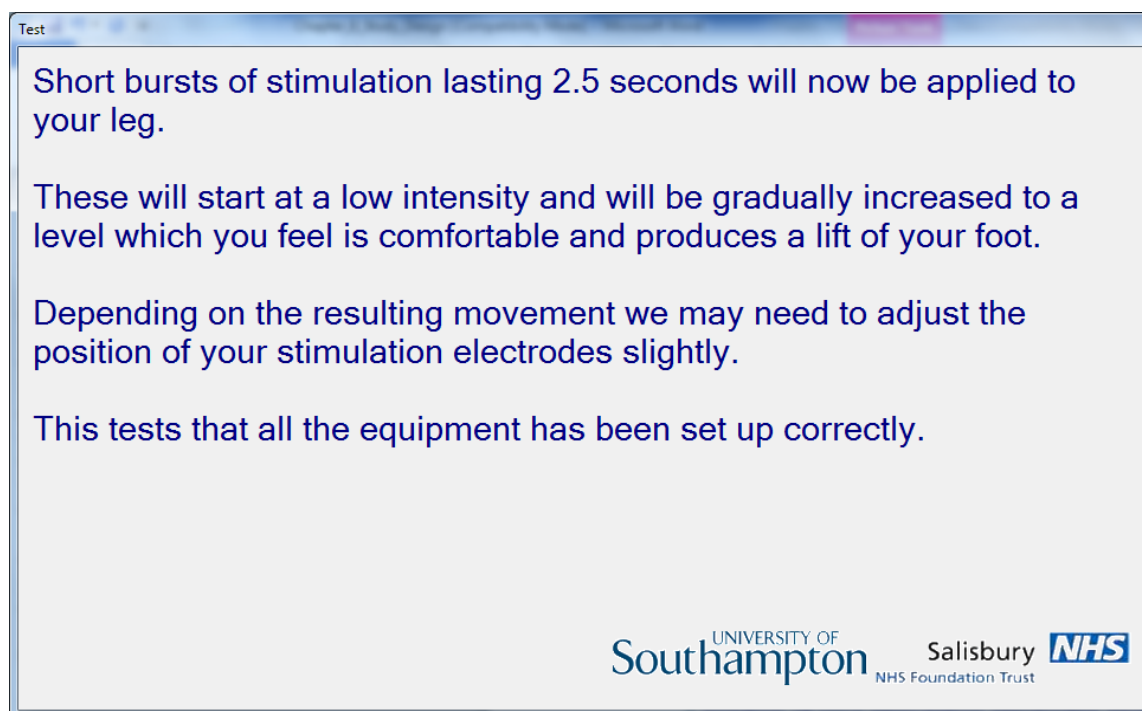 Test
Short bursts of stimulation lasting 2.5 seconds will now be applied to
your leg.
These will start at a low intensity and will be gradually increased to a
level which you feel is comfortable and produces a lift of your foot.
Depending on the resulting movement we may need to adjust the
position of your stimulation electrodes slightly.
This tests that all the equipment has been set up correctly.
UNIVERSITY OF
Southampton
Salisbury NHS
NHS Foundation Trust